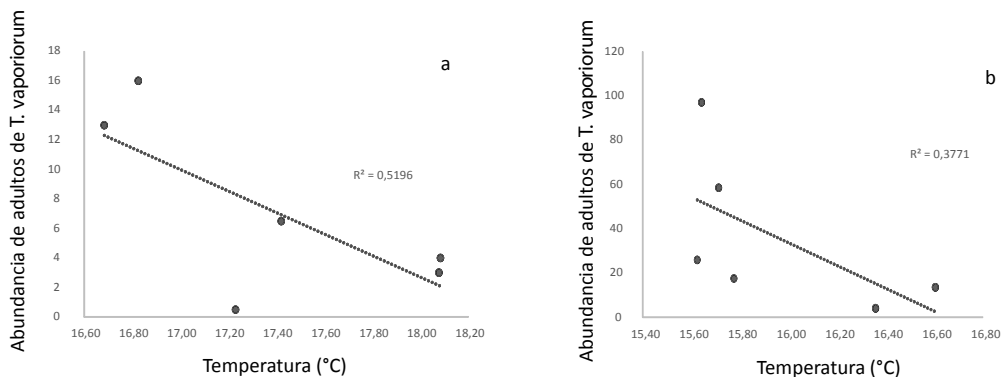 Abundancia de adultos de T. vaporiorum
18
16
14
12
10
8
6
4
2
0
a
R² = 0,5196
16,60 16,80 17,00 17,20 17,40 17,60 17,80 18,00 18,20
Temperatura (°C)
Abundancia de adultos de T. vaporiorum
120
100
80
60
40
20
0
b
R² = 0,3771
15,40 15,60 15,80 16,00 16,20 16,40 16,60 16,80
Temperatura (°C)